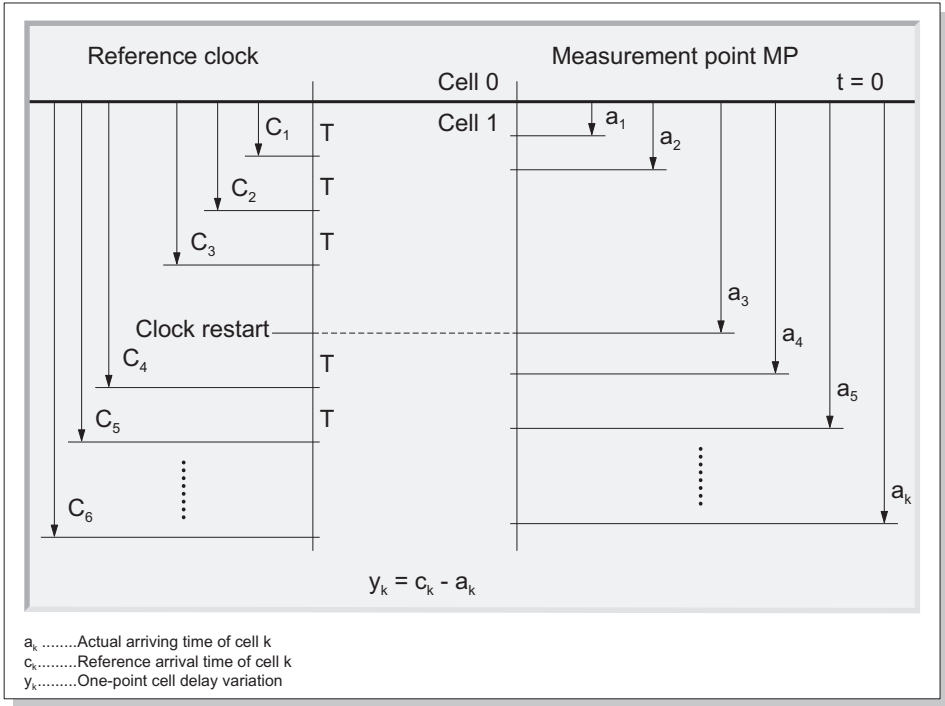 Reference clock
Measurement point MP
Cell 0
t = 0
C1
T
Cell 1
a1
a2
C2
T
C3
T
a3
Clock restart
a4
C4
T
a5
C5
T
C6
ak
yk = ck - ak
ak ........Actual arriving time of cell k
ck.........Reference arrival time of cell k
yk.........One-point cell delay variation